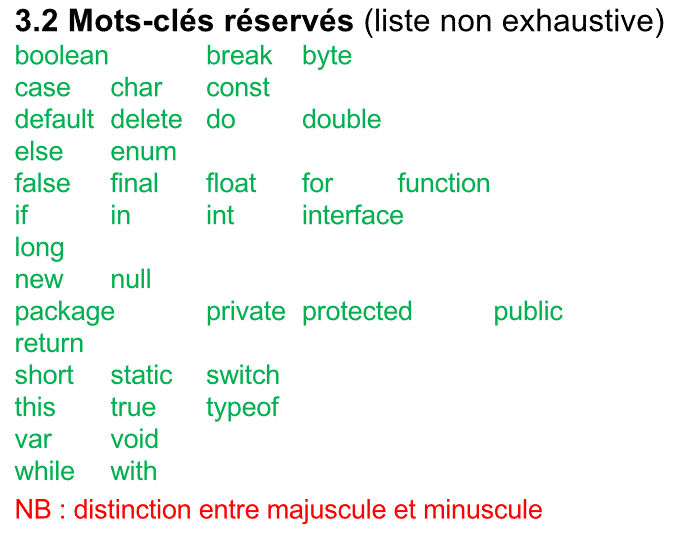 3.2 Mots-clés réservés (liste non exhaustive)
boolean break byte
case char const
default delete do double
else enum
false final float for function
if in int interface
long
new null
package private protected public
return
short static switch
this true typeof
var void
while with
NB : distinction entre majuscule et minuscule